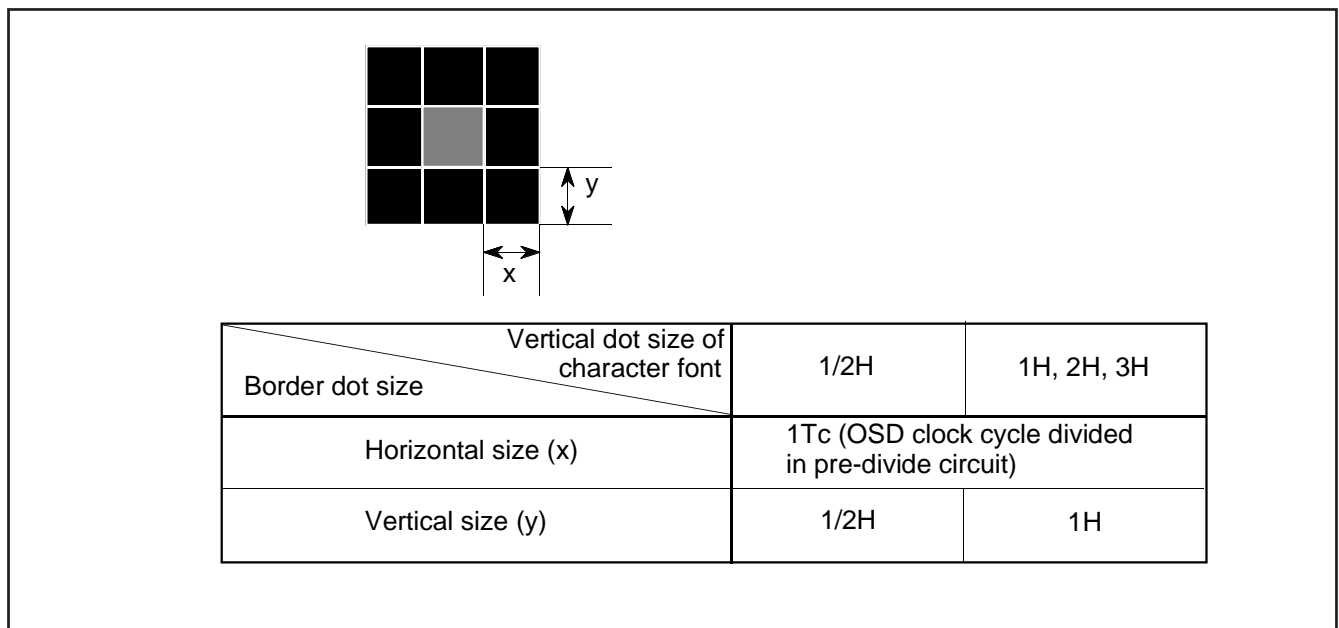 y
x
Vertical dot size of
character font
Border dot size
1/2H
1H, 2H, 3H
Horizontal size (x)
1Tc (OSD clock cycle divided
in pre-divide circuit)
Vertical size (y)
1/2H
1H